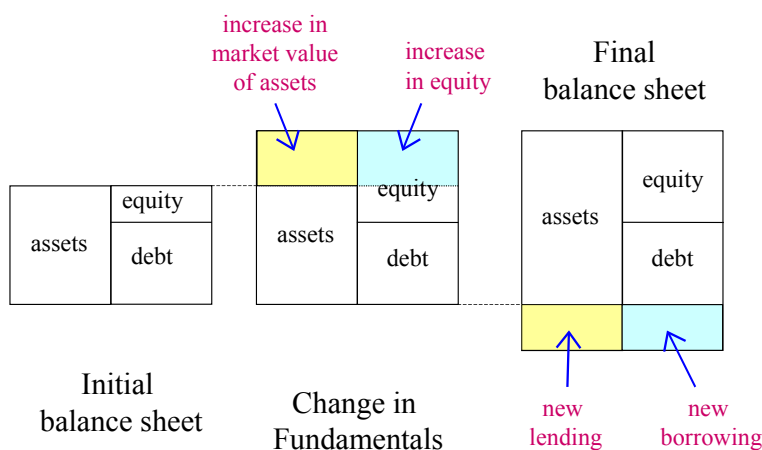 increase in
market value
of assets
increase
in equity
Final
balance sheet
assets
equity
debt
assets
equity
debt
assets
equity
debt
Initial
balance sheet
Change in
Fundamentals
new
lending
new
borrowing